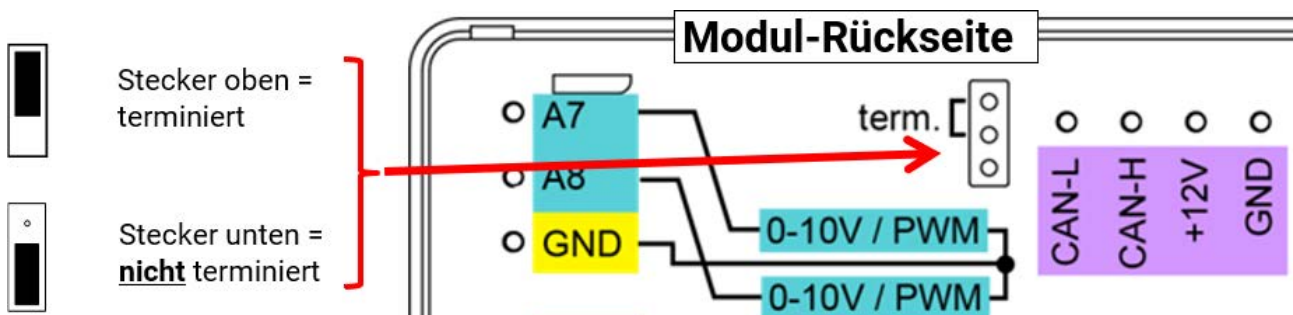 Modul-Rückseite
Stecker oben =
terminiert
Stecker unten =
nicht terminiert
A7
A8
GND
term.
0-10V / PWM
0-10V / PWM
CAN-L
CAN-H
+12V
GND